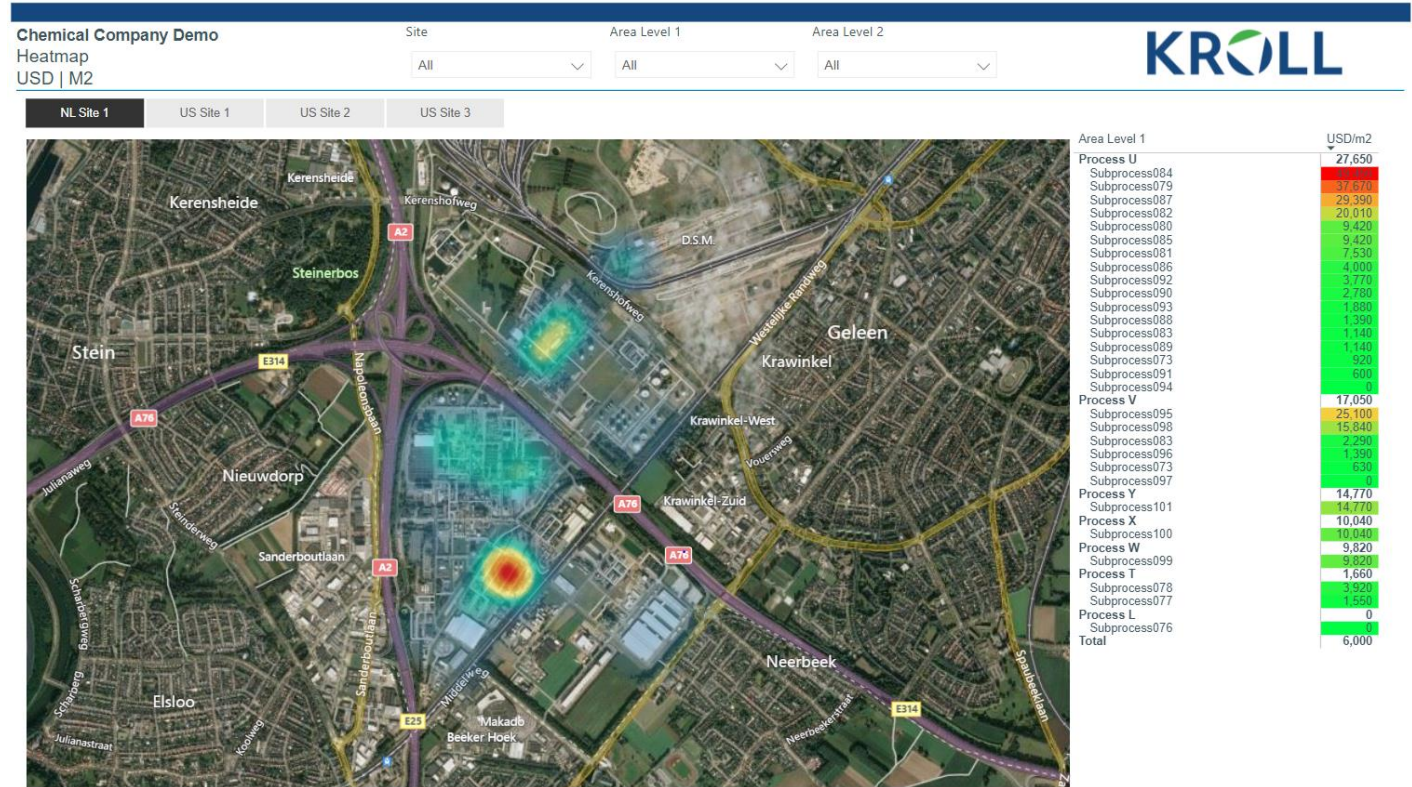 Chemical Company Demo
Heatmap
USD | M2
Site
All
Area Level 1
All
Area Level 2
All
KROLL
NL Site 1
US Site 1
US Site 2
US Site 3
Kerensheide
Kerensheide
Kerenshofweg
A2
D.S.M.
Steinerbos
Kerenshofweg
Westelijke Randweg
Geleen
Stein
E314
Krawinkel
Napoleonsbaan
A76
Krawinkel-West
Vouersweg
Julianaweg
Nieuwdorp
A76
Krawinkel-Zuid
Steinderweg
Sanderboutlaan
A2
A76
Scharbergweg
Sanderboutlaan
Neerbeek
Spaubeeklaan
Middelweg
Scharberg
Elsloo
E25
Makado
Beeker Hoek
E314
Neerbeekerstraat
Koolweg
Julianastraat
Area Level 1 USD/m2
Process U 27,650
Subprocess084
Subprocess079 37,670
Subprocess087 29,390
Subprocess082 20,010
Subprocess080 9,420
Subprocess085 9,420
Subprocess081 7,530
Subprocess086 4,000
Subprocess092 3,770
Subprocess090 2,780
Subprocess093 1,880
Subprocess088 1,390
Subprocess083 1,140
Subprocess089 1,140
Subprocess073 920
Subprocess091 600
Subprocess094 0
Process V 17,050
Subprocess095 25,100
Subprocess098 15,840
Subprocess083 2,290
Subprocess096 1,390
Subprocess073 630
Subprocess097 0
Process Y 14,770
Subprocess101 14,770
Process X 10,040
Subprocess100 10,040
Process W 9,820
Subprocess099 9,820
Process T 1,660
Subprocess078 3,920
Subprocess077 1,550
Process L 0
Subprocess076 0
Total 6,000